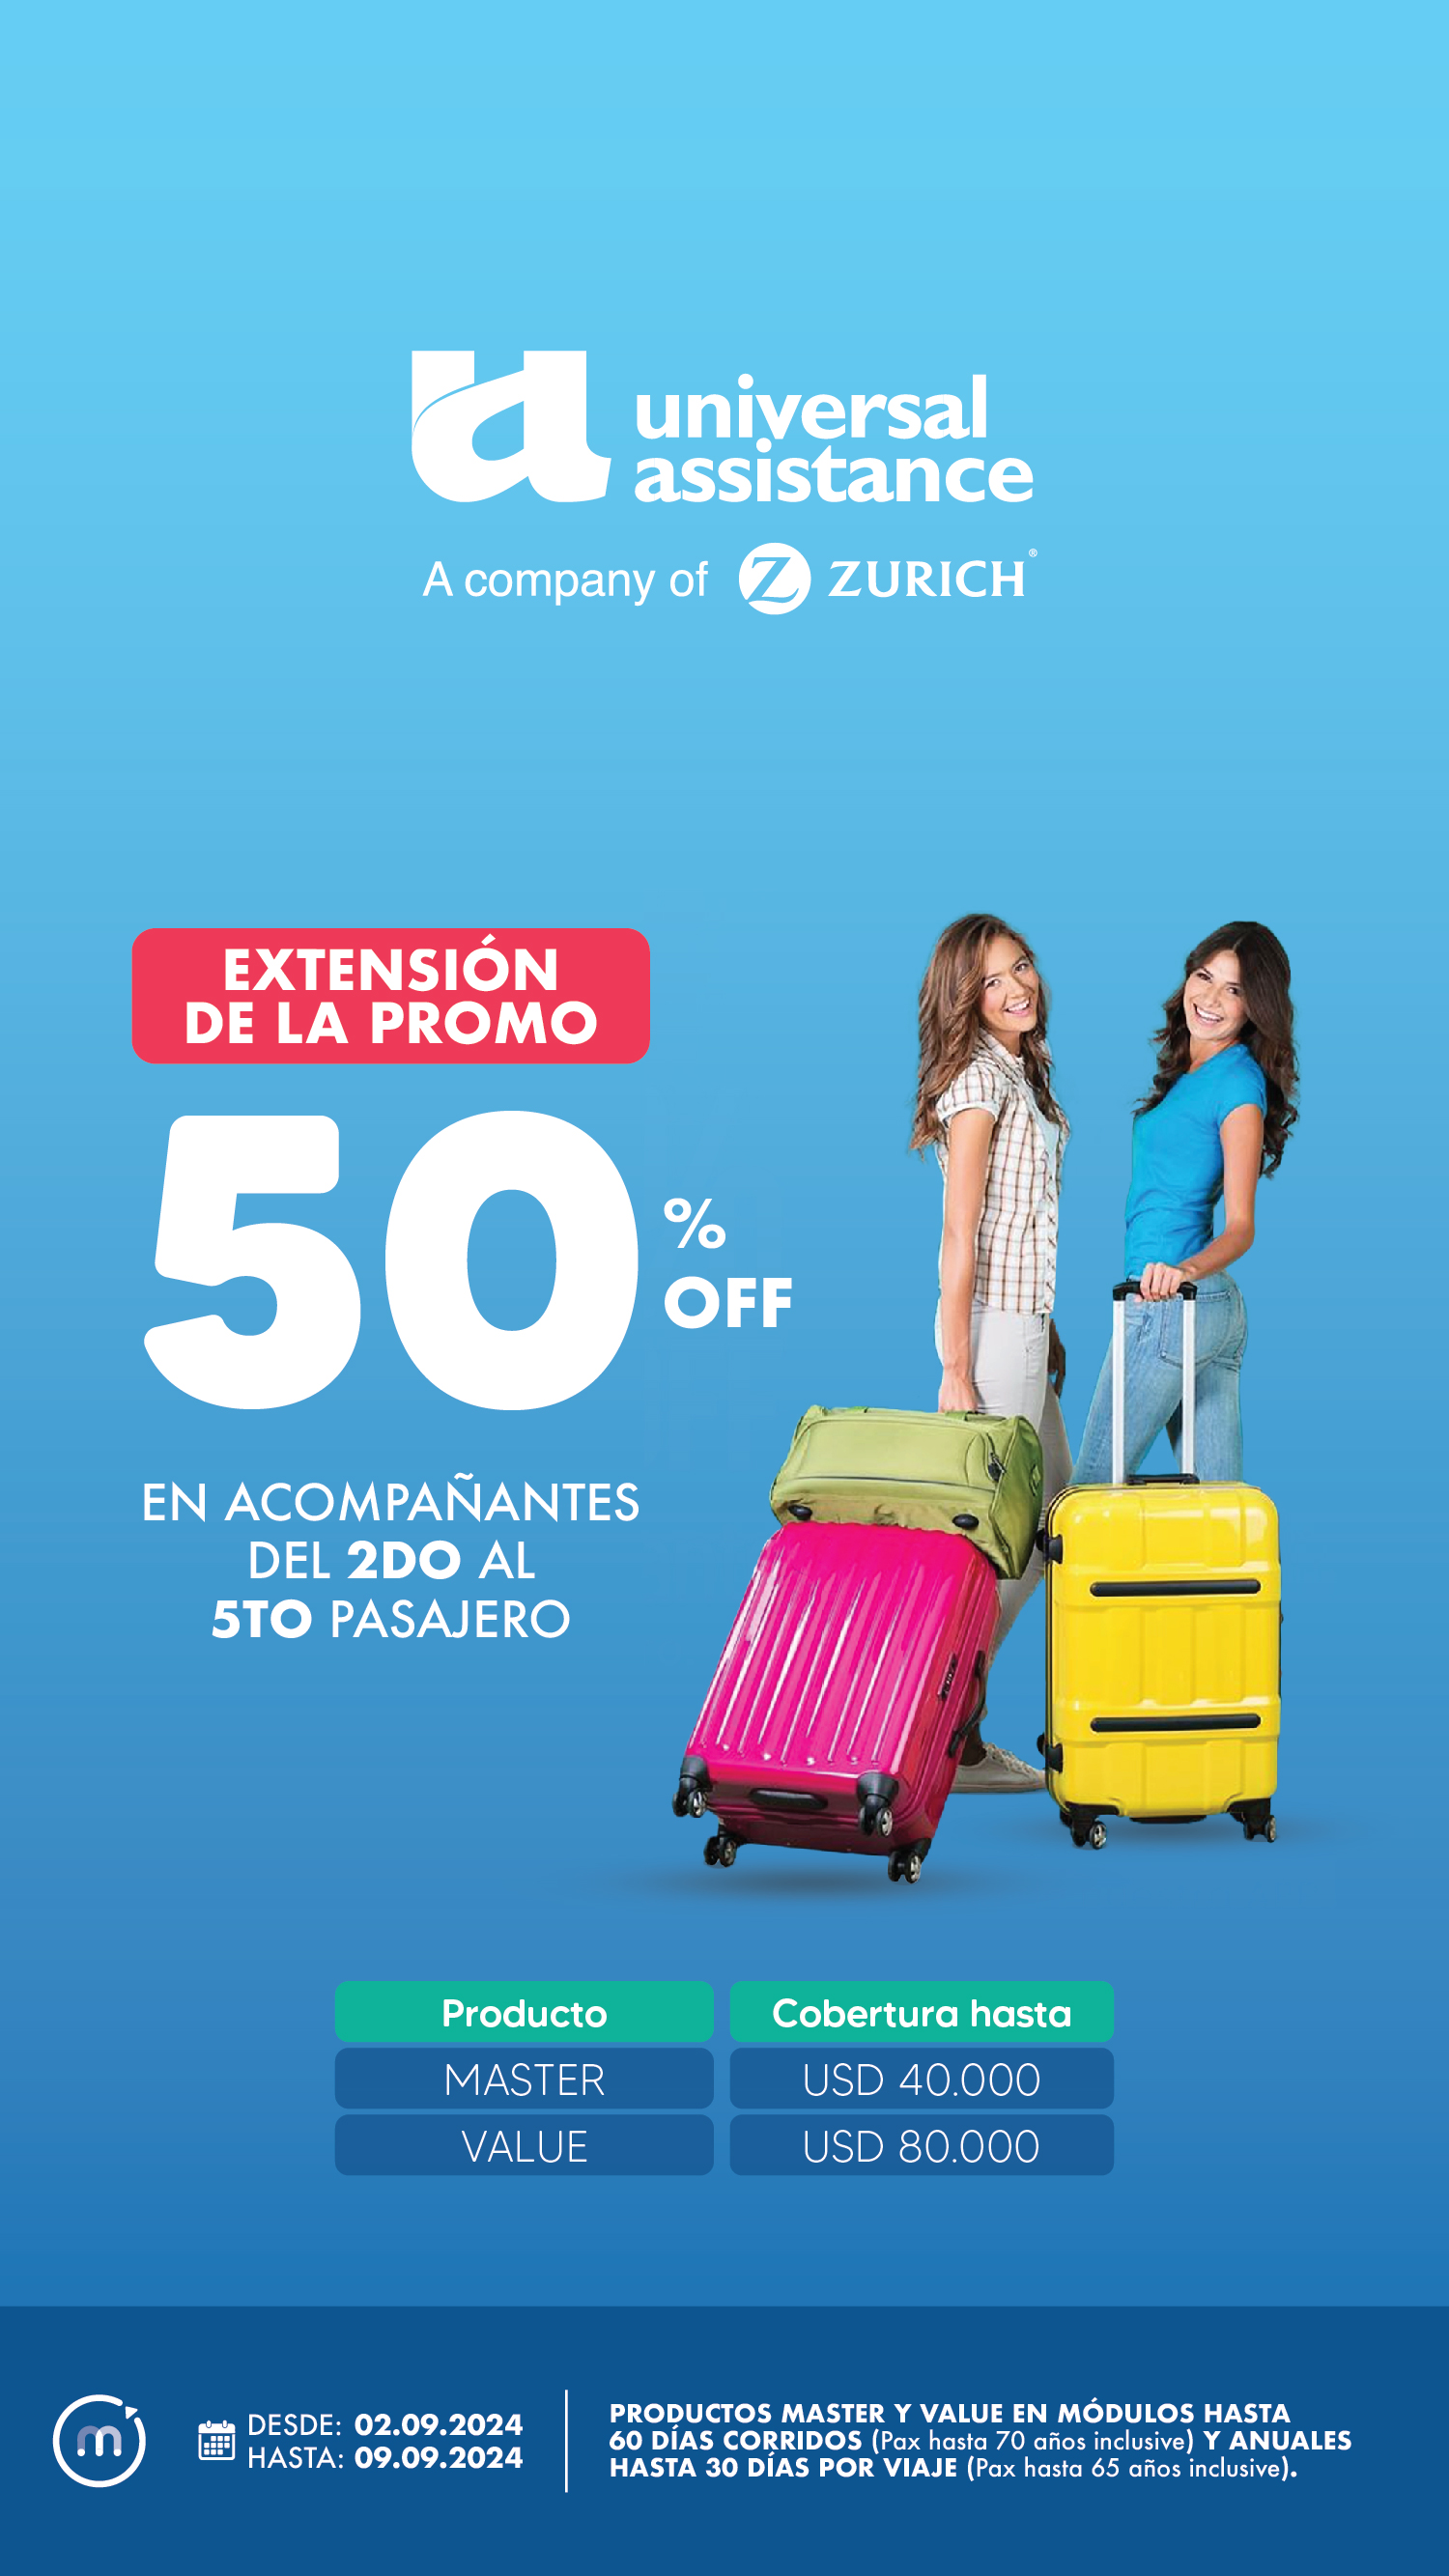 universal
assistance
A company of ZURICH®
EXTENSIÓN
DE LA PROMO
50% OFF
EN ACOMPAÑANTES
DEL 2DO AL
5TO PASAJERO
Producto Cobertura hasta
MASTER USD 40.000
VALUE USD 80.000
m
DESDE: 02.09.2024
HASTA: 09.09.2024
PRODUCTOS MASTER Y VALUE EN MÓDULOS HASTA
60 DÍAS CORRIDOS (Pax hasta 70 años inclusive) Y ANUALES
HASTA 30 DÍAS POR VIAJE (Pax hasta 65 años inclusive).